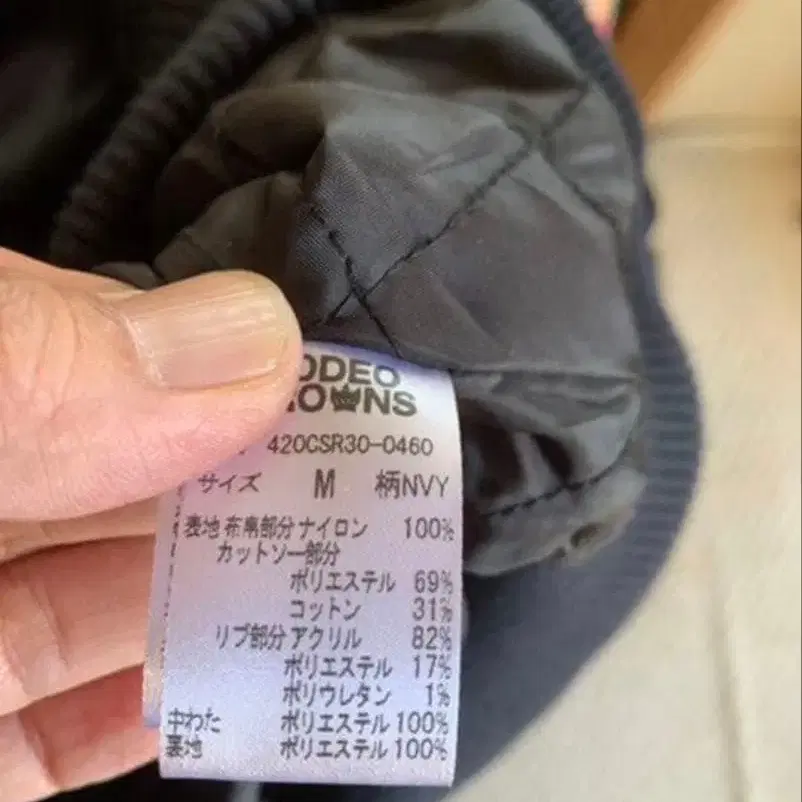 ODEO
OWNS
420CSR30-0460
サイズ M 柄NVY
表地 布帛部分 ナイロン 100%
カットソー部分
ポリエステル 69%
コットン 31%
リブ部分 アクリル 82%
ポリエステル 17%
ポリウレタン 1%
中わた ポリエステル 100%
裏地 ポリエステル 100%